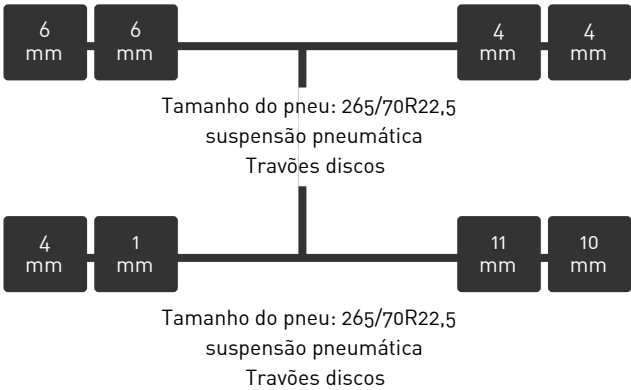 6 6 4 4
mm mm mm mm
Tamanho do pneu: 265/70R22,5
suspensão pneumática
Travões discos
4 1 11 10
mm mm mm mm
Tamanho do pneu: 265/70R22,5
suspensão pneumática
Travões discos